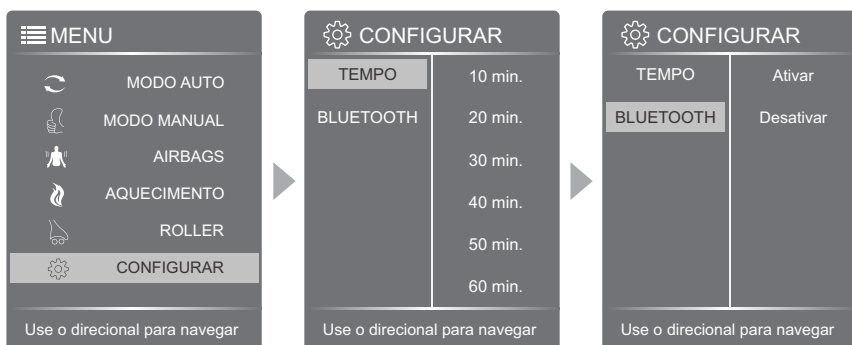 MENU
MODO AUTO
MODO MANUAL
AIRBAGS
AQUECIMENTO
ROLLER
CONFIGURAR
Use o direcional para navegar
CONFIGURAR
TEMPO
BLUETOOTH
10 min.
20 min.
30 min.
40 min.
50 min.
60 min.
Use o direcional para navegar
CONFIGURAR
TEMPO
BLUETOOTH
Ativar
Desativar
Use o direcional para navegar